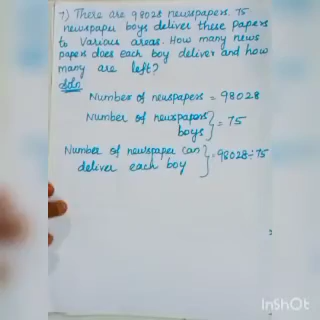 7) There are 98028 newspapers. 75
newspaper boys deliver these papers
to Various areas. How many news
papers does each boy deliver and how
many are left?
Soln
Number of newspapers = 98028
Number of newspapers
boys } = 75
Number of newspaper can
deliver each boy } = 98028÷75
InShOt